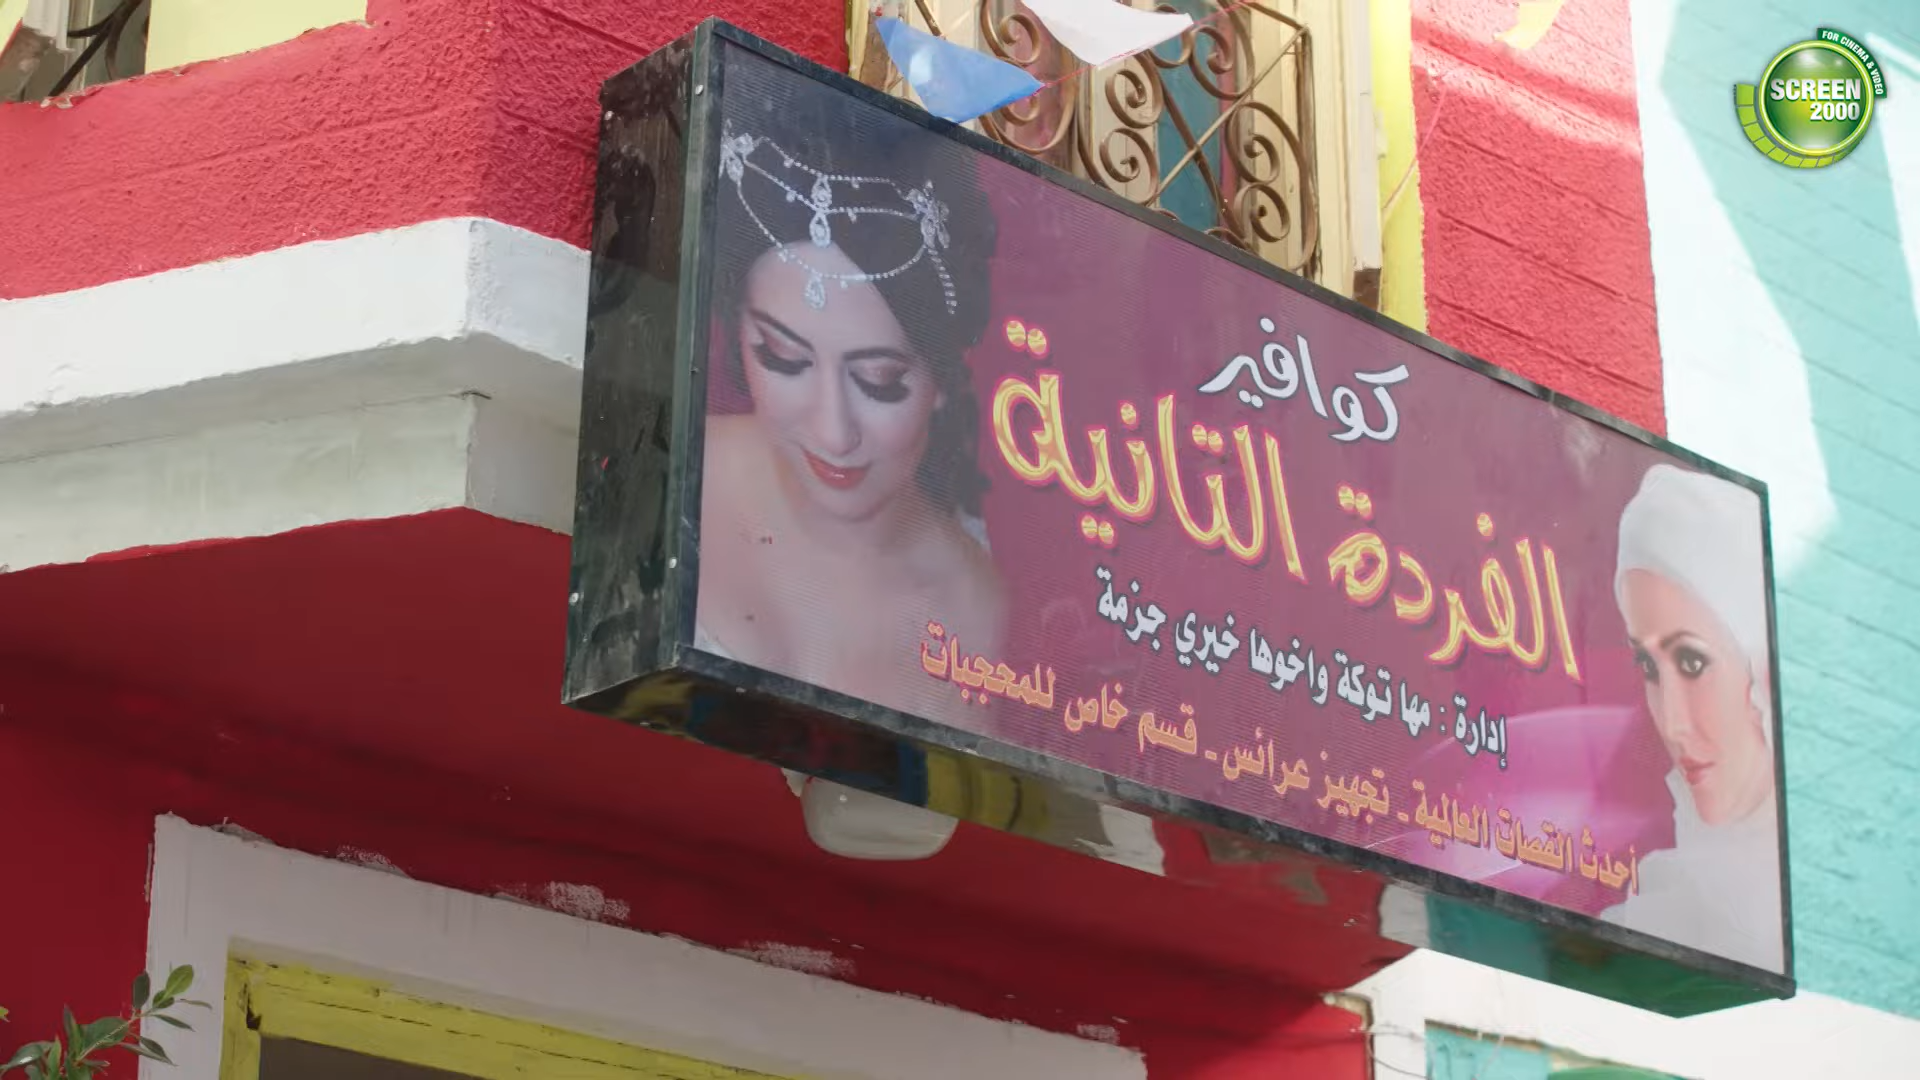 FOR CINEMA & VIDEO
SCREEN
2000
كوافير
الفردة التانية
إدارة : مها توكة واخوها خيري جزمة
أحدث القصات العالمية - تجهيز عرائس - قسم خاص للمحجبات